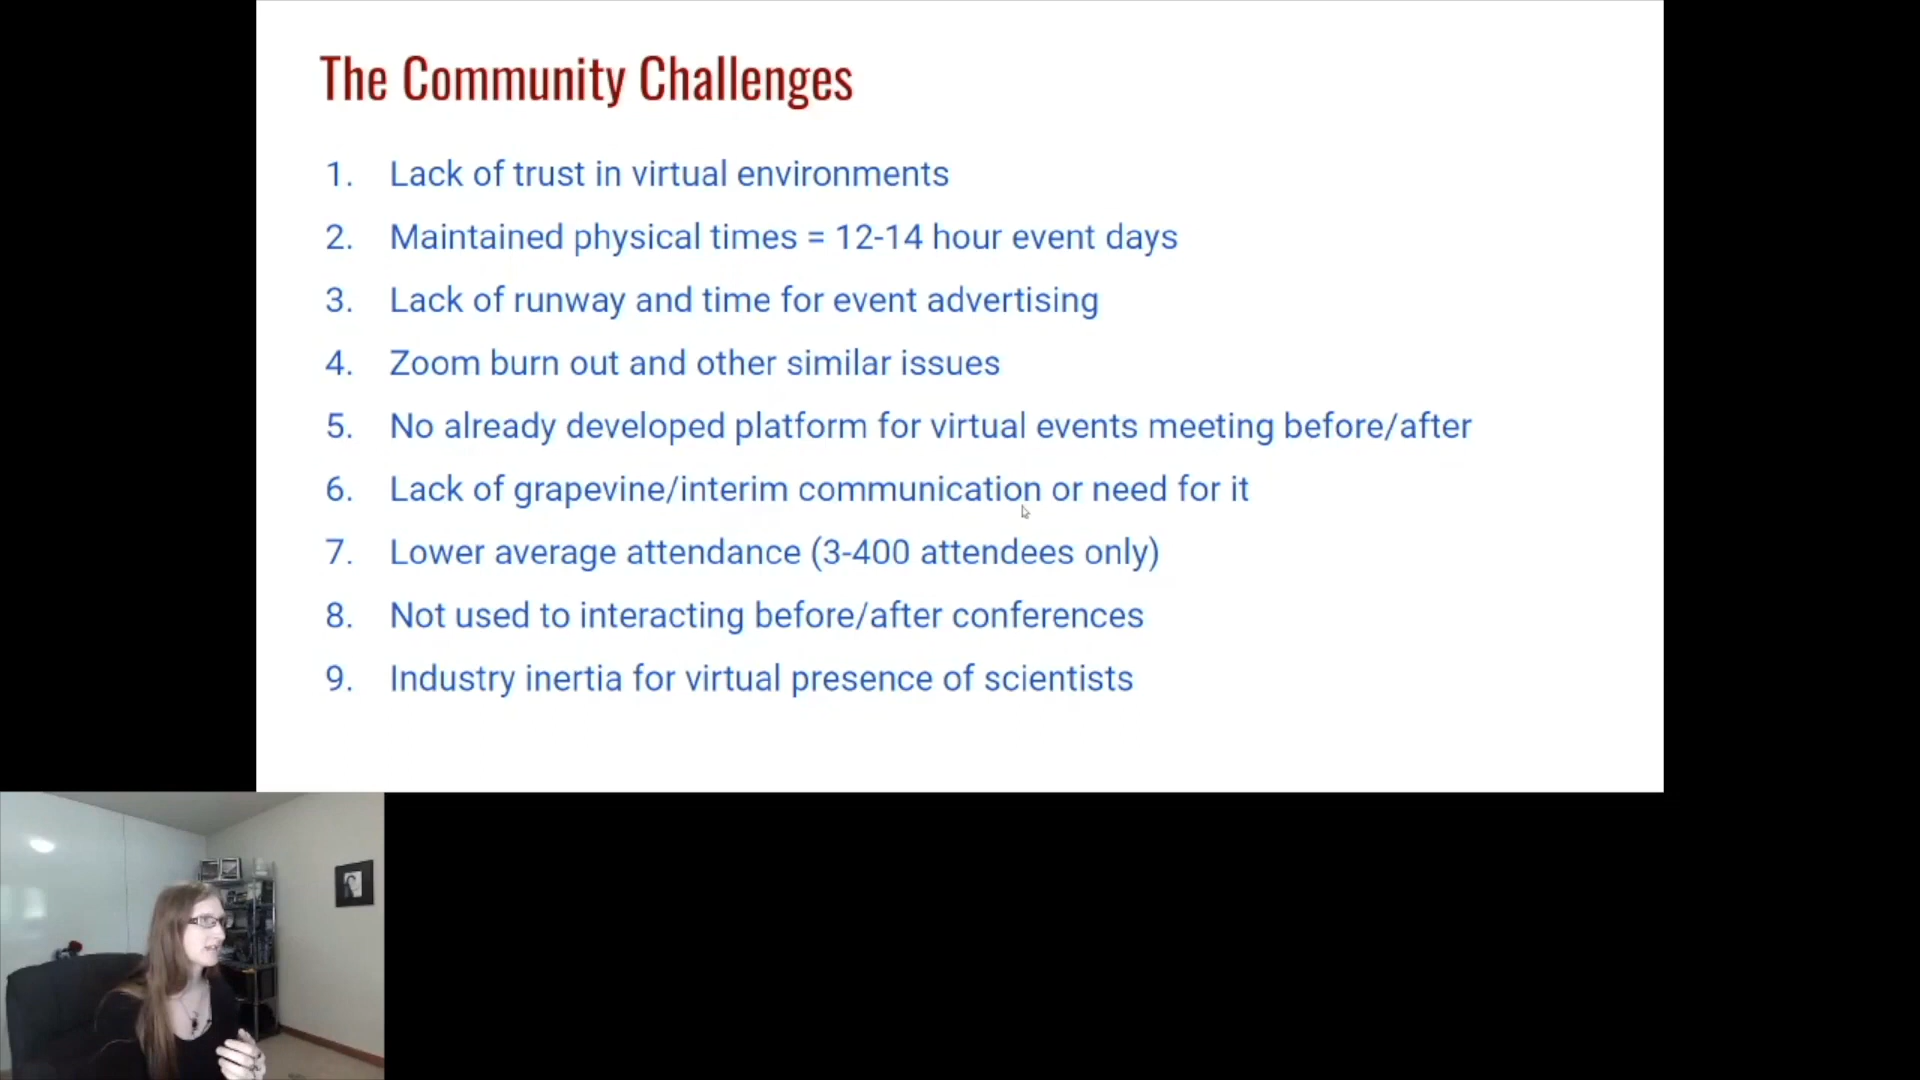 The Community Challenges
1. Lack of trust in virtual environments
2. Maintained physical times = 12-14 hour event days
3. Lack of runway and time for event advertising
4. Zoom burn out and other similar issues
5. No already developed platform for virtual events meeting before/after
6. Lack of grapevine/interim communication or need for it
7. Lower average attendance (3-400 attendees only)
8. Not used to interacting before/after conferences
9. Industry inertia for virtual presence of scientists